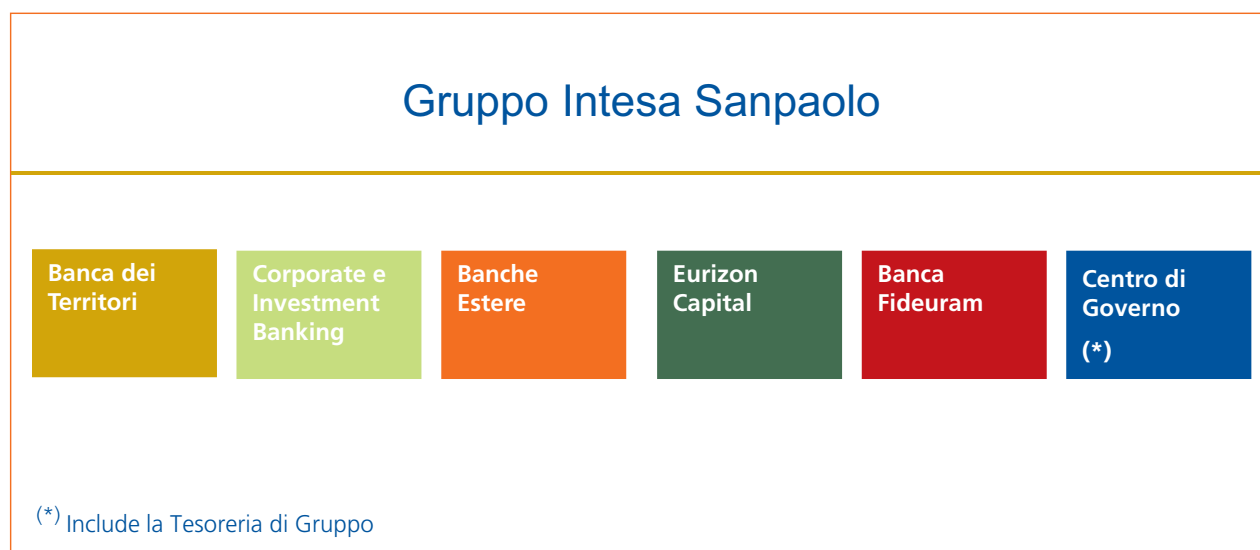 Gruppo Intesa Sanpaolo
Banca dei
Territori
Corporate e
Investment
Banking
Banche
Estere
Eurizon
Capital
Banca
Fideuram
Centro di
Governo
(*)
(*) Include la Tesoreria di Gruppo